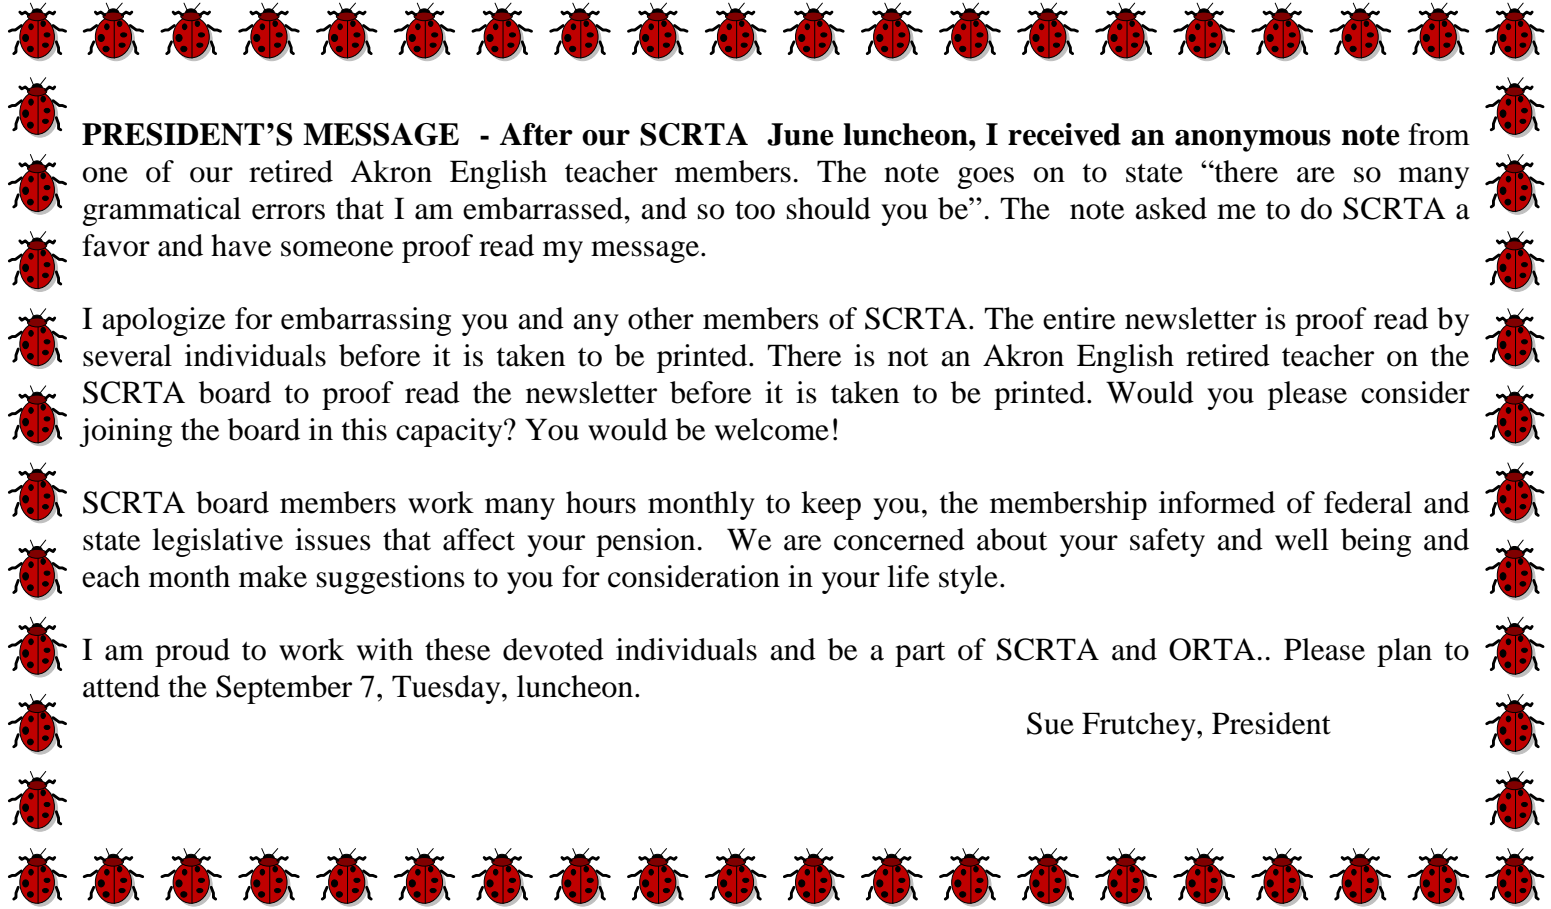 PRESIDENT’S MESSAGE  - After our SCRTA  June luncheon, I received an anonymous note from
one of our retired Akron English teacher members. The note goes on to state “there are so many
grammatical errors that I am embarrassed, and so too should you be”. The  note asked me to do SCRTA a
favor and have someone proof read my message.

I apologize for embarrassing you and any other members of SCRTA. The entire newsletter is proof read by
several individuals before it is taken to be printed. There is not an Akron English retired teacher on the
SCRTA board to proof read the newsletter before it is taken to be printed. Would you please consider
joining the board in this capacity? You would be welcome!

SCRTA board members work many hours monthly to keep you, the membership informed of federal and
state legislative issues that affect your pension.  We are concerned about your safety and well being and
each month make suggestions to you for consideration in your life style.

I am proud to work with these devoted individuals and be a part of SCRTA and ORTA.. Please plan to
attend the September 7, Tuesday, luncheon.
Sue Frutchey, President